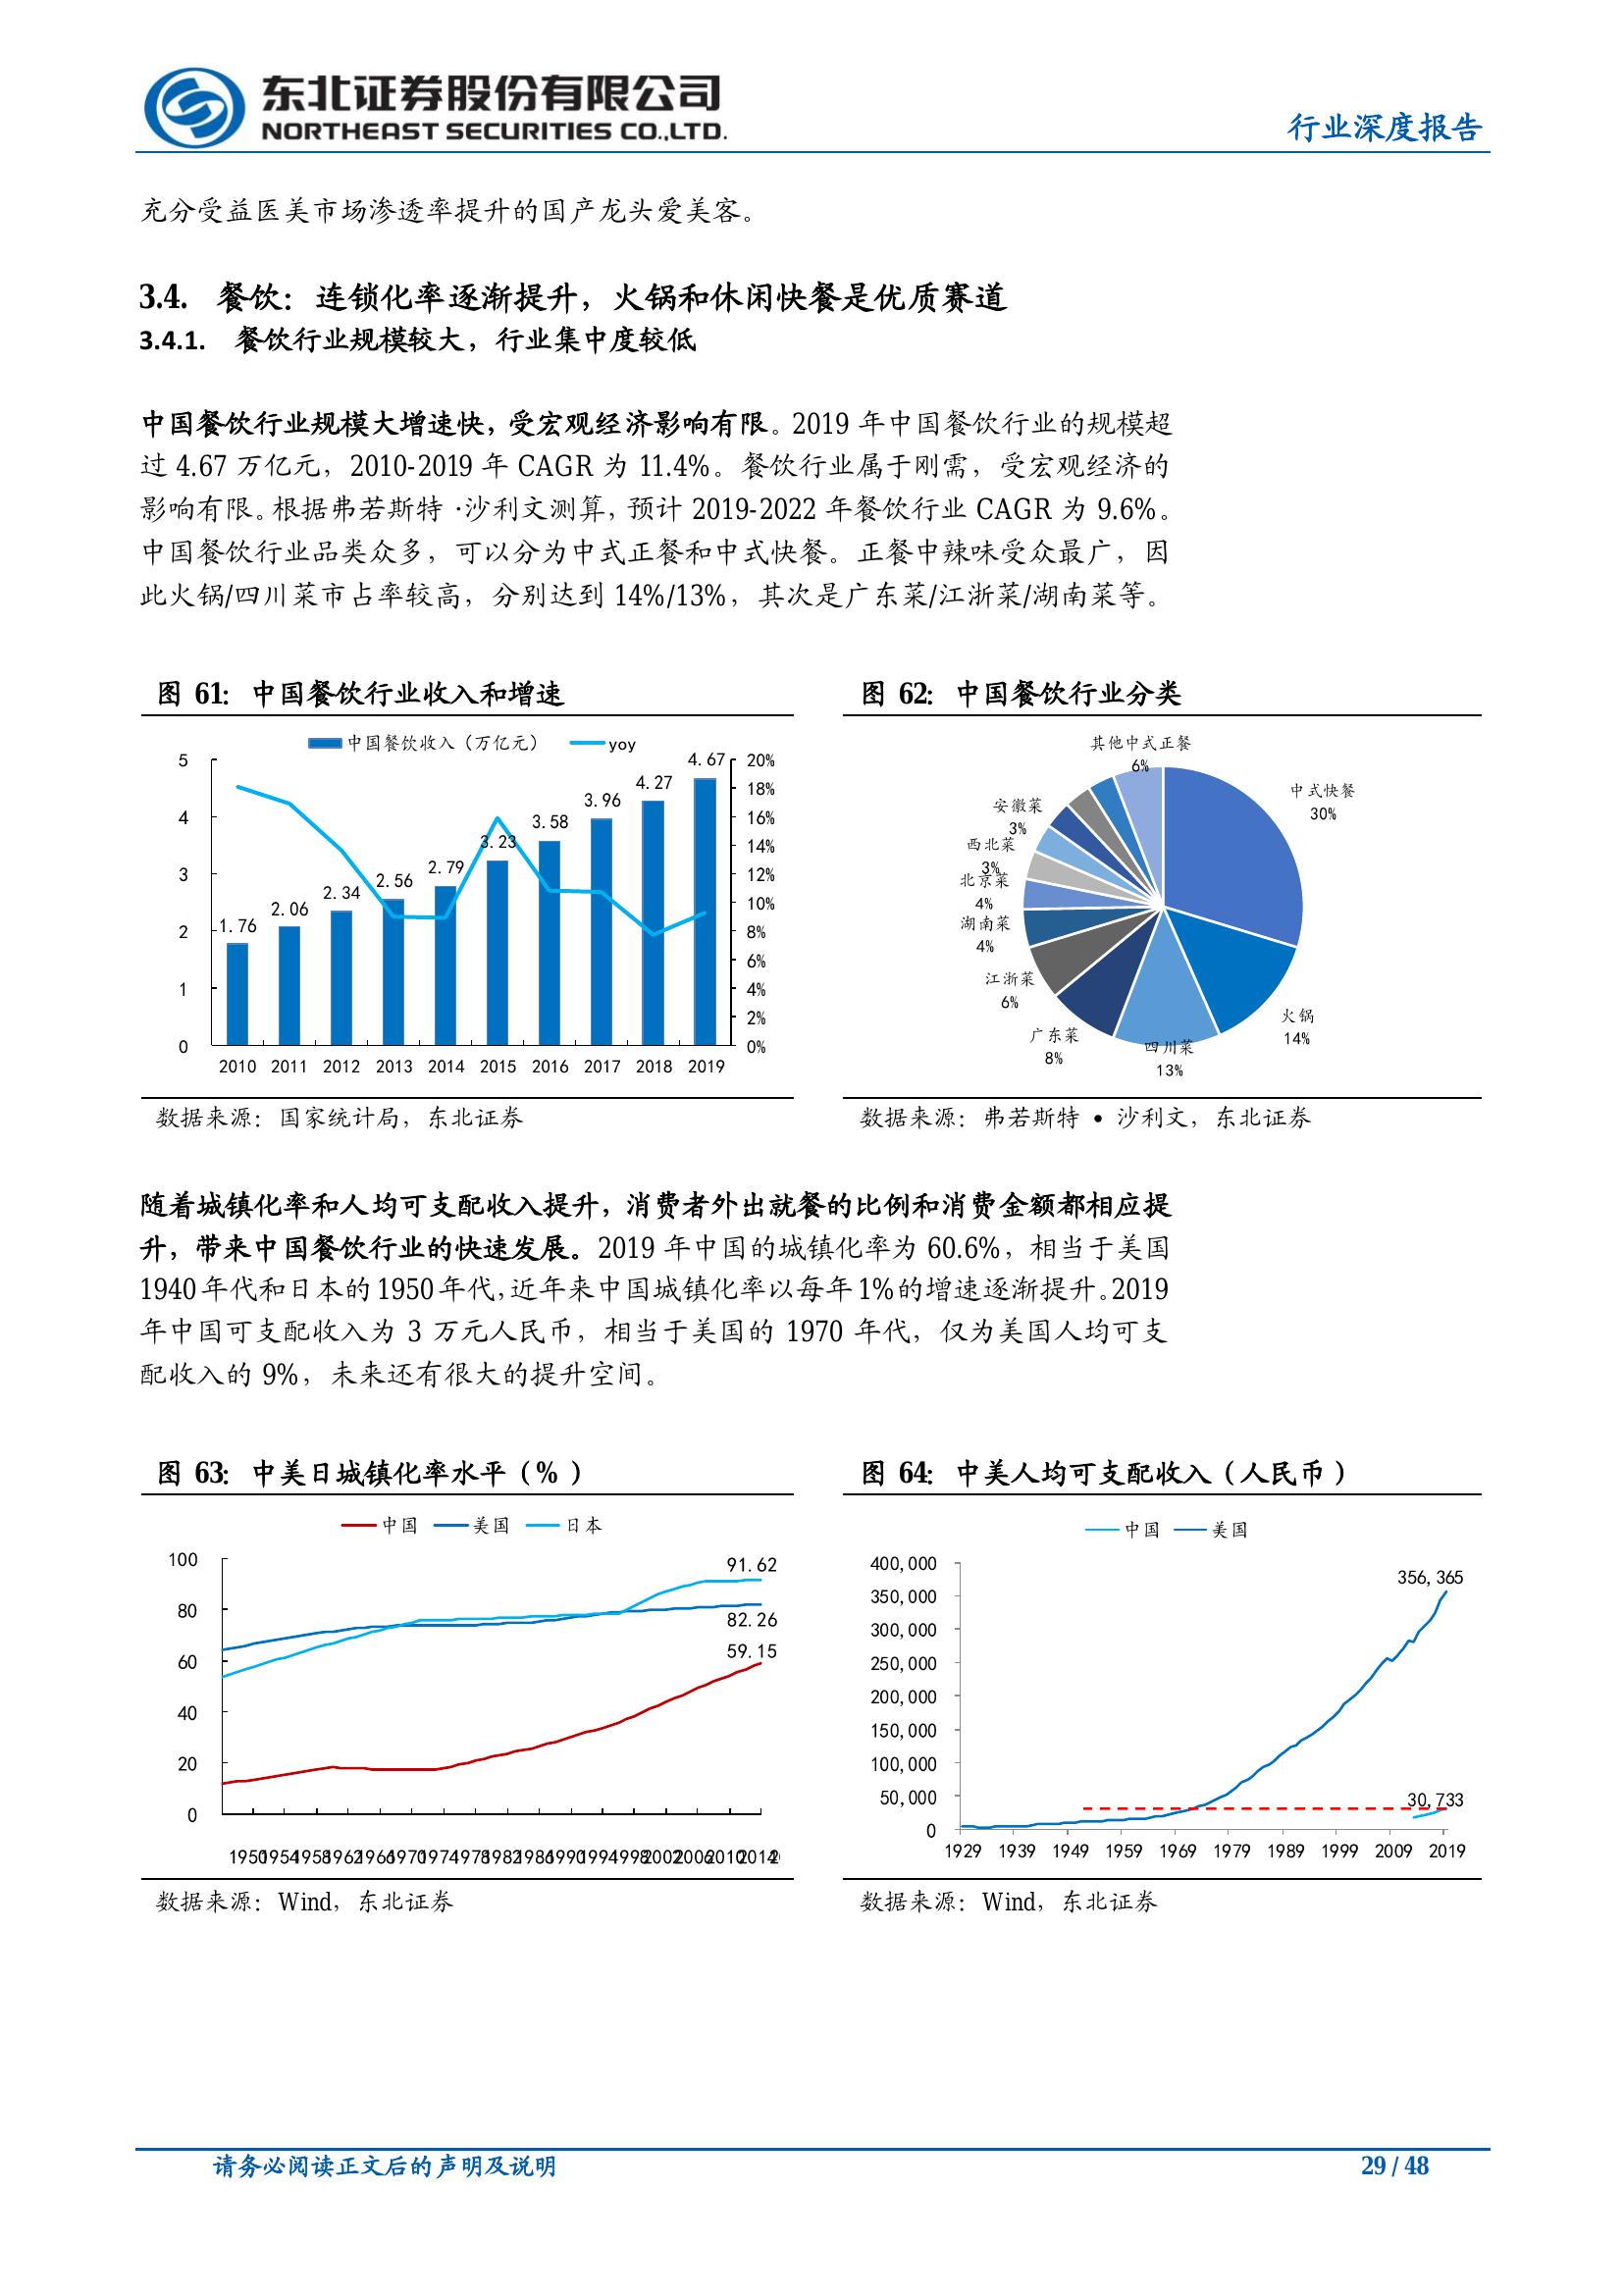 东北证券股份有限公司
NORTHEAST SECURITIES CO.,LTD.
行业深度报告
充分受益医美市场渗透率提升的国产龙头爱美客。
3.4. 餐饮：连锁化率逐渐提升，火锅和休闲快餐是优质赛道
3.4.1. 餐饮行业规模较大，行业集中度较低
中国餐饮行业规模大增速快，受宏观经济影响有限。2019 年中国餐饮行业的规模超
过 4.67 万亿元，2010-2019 年 CAGR 为 11.4%。餐饮行业属于刚需，受宏观经济的
影响有限。根据弗若斯特·沙利文测算，预计 2019-2022 年餐饮行业 CAGR 为 9.6%。
中国餐饮行业品类众多，可以分为中式正餐和中式快餐。正餐中辣味受众最广，因
此火锅/四川菜市占率较高，分别达到 14%/13%，其次是广东菜/江浙菜/湖南菜等。
图 61：中国餐饮行业收入和增速
中国餐饮收入（万亿元） yoy
5
4
3
2
1
0
1.76
2.06
2.34
2.56
2.79
3.23
3.58
3.96
4.27
4.67
20%
18%
16%
14%
12%
10%
8%
6%
4%
2%
0%
2010 2011 2012 2013 2014 2015 2016 2017 2018 2019
数据来源：国家统计局，东北证券
图 62：中国餐饮行业分类
其他中式正餐
6%
中式快餐
30%
火锅
14%
四川菜
13%
广东菜
8%
江浙菜
6%
湖南菜
4%
北京菜
4%
西北菜
3%
安徽菜
3%
数据来源：弗若斯特 • 沙利文，东北证券
随着城镇化率和人均可支配收入提升，消费者外出就餐的比例和消费金额都相应提
升，带来中国餐饮行业的快速发展。2019 年中国的城镇化率为 60.6%，相当于美国
1940 年代和日本的 1950 年代，近年来中国城镇化率以每年 1%的增速逐渐提升。2019
年中国可支配收入为 3 万元人民币，相当于美国的 1970 年代，仅为美国人均可支
配收入的 9%，未来还有很大的提升空间。
图 63：中美日城镇化率水平（%）
中国 美国 日本
100
80
60
40
20
0
91.62
82.26
59.15
1950 1954 1958 1962 1966 1970 1974 1978 1982 1986 1990 1994 1998 2002 2006 2010 2014
数据来源：Wind，东北证券
图 64：中美人均可支配收入（人民币）
中国 美国
400,000
350,000
300,000
250,000
200,000
150,000
100,000
50,000
0
356,365
30,733
1929 1939 1949 1959 1969 1979 1989 1999 2009 2019
数据来源：Wind，东北证券
请务必阅读正文后的声明及说明
29 / 48